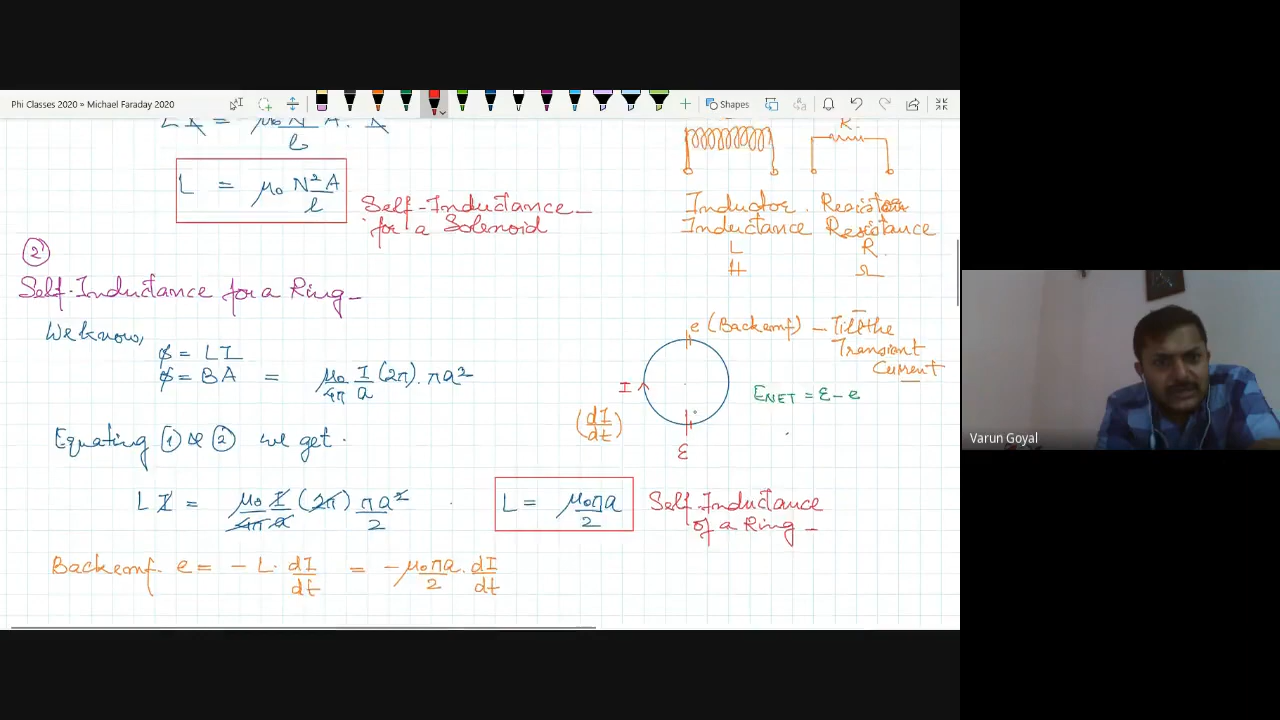 Phi Classes 2020 » Michael Faraday 2020
Shapes
L = μ₀ N²A / l
Self-Inductance for a Solenoid
R
Inductor. Resistor
Inductance Resistance
L R
H Ω
②
Self-Inductance for a Ring
We know,
φ = LI
φ = BA = μ₀/4π I/a (2π). πa²
e (Back emf) – Till the
Transient
Current
I
(dI/dt)
ε
E_NET = ε – e
Equating ① & ② we get.
LI = μ₀I/4πa (2π) πa²/2
L = μ₀πa/2
Self Inductance
of a Ring –
Back emf. e = – L. dI/dt = – μ₀πa/2 . dI/dt
Varun Goyal